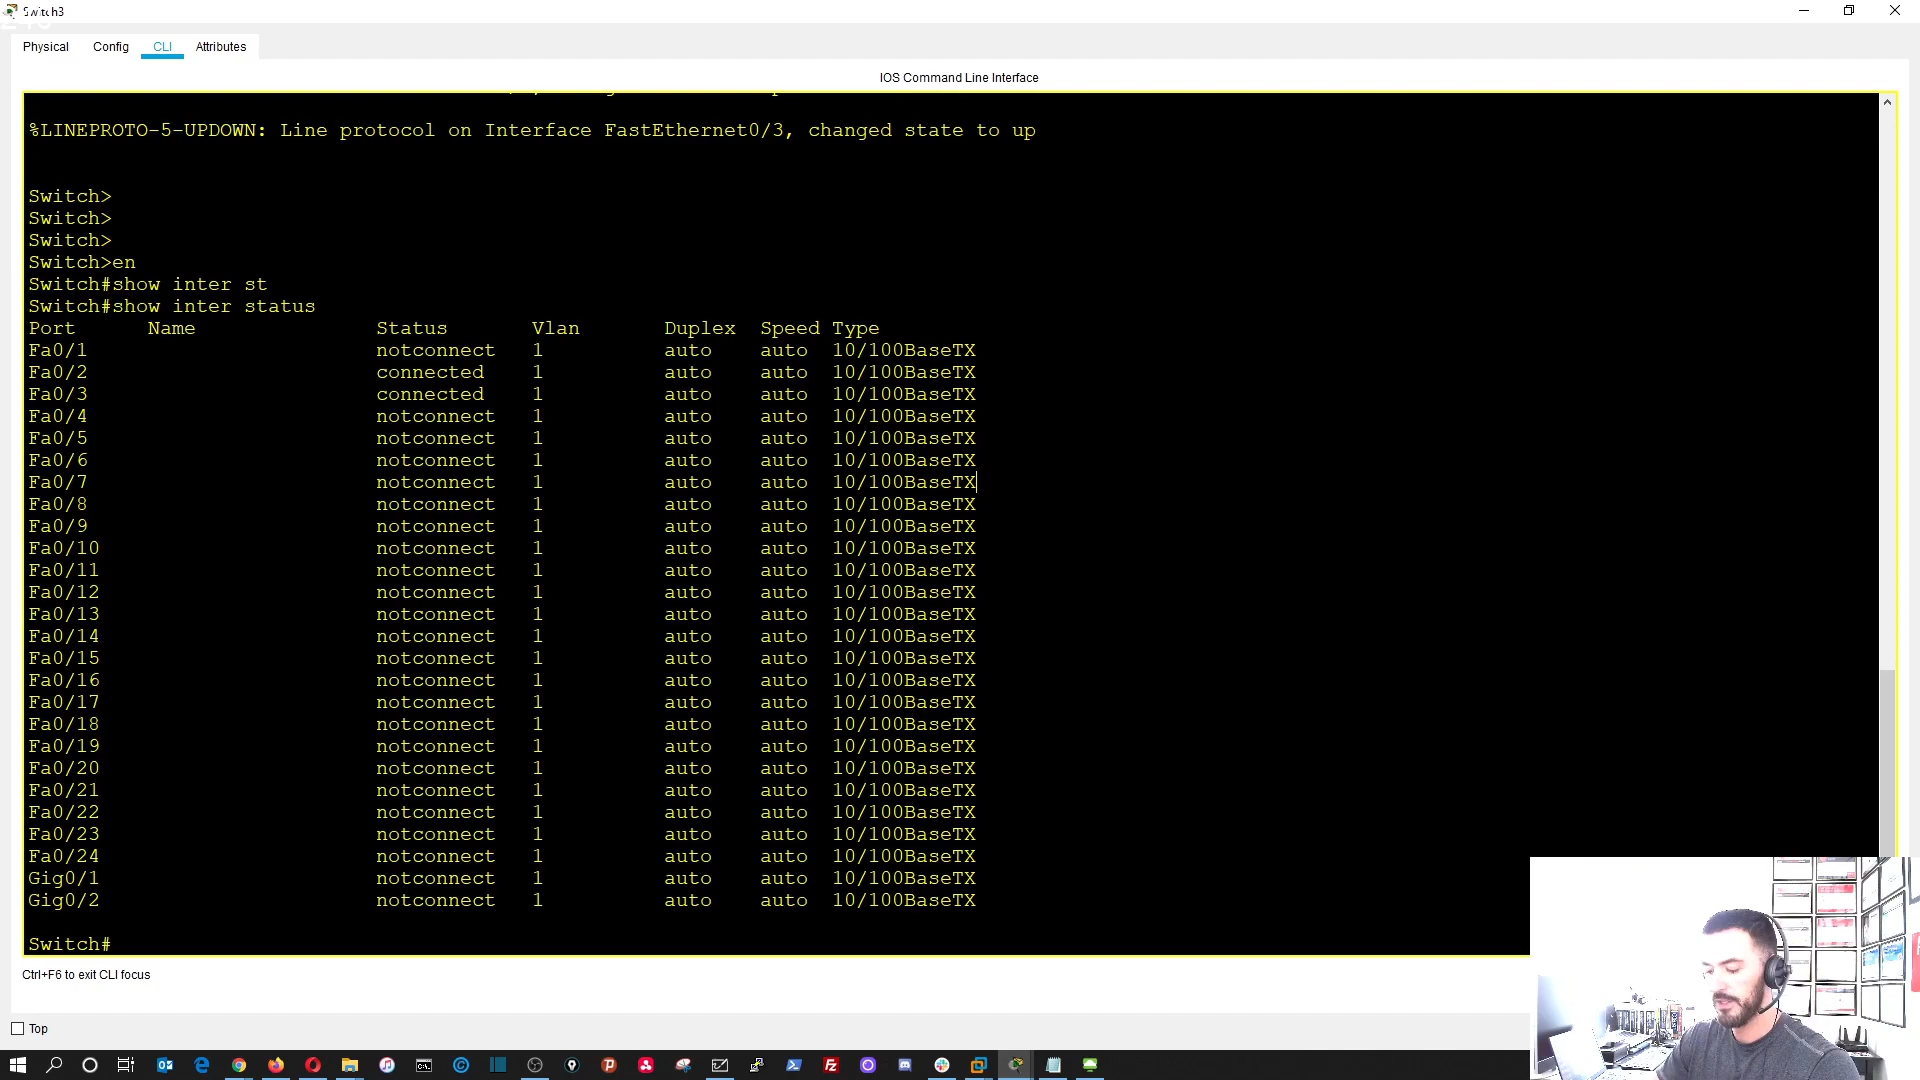 Switch3
Physical Config CLI Attributes
IOS Command Line Interface
%LINEPROTO-5-UPDOWN: Line protocol on Interface FastEthernet0/3, changed state to up
Switch>
Switch>
Switch>
Switch>en
Switch#show inter st
Switch#show inter status
Port Name Status Vlan Duplex Speed Type
Fa0/1 notconnect 1 auto auto 10/100BaseTX
Fa0/2 connected 1 auto auto 10/100BaseTX
Fa0/3 connected 1 auto auto 10/100BaseTX
Fa0/4 notconnect 1 auto auto 10/100BaseTX
Fa0/5 notconnect 1 auto auto 10/100BaseTX
Fa0/6 notconnect 1 auto auto 10/100BaseTX
Fa0/7 notconnect 1 auto auto 10/100BaseTX
Fa0/8 notconnect 1 auto auto 10/100BaseTX
Fa0/9 notconnect 1 auto auto 10/100BaseTX
Fa0/10 notconnect 1 auto auto 10/100BaseTX
Fa0/11 notconnect 1 auto auto 10/100BaseTX
Fa0/12 notconnect 1 auto auto 10/100BaseTX
Fa0/13 notconnect 1 auto auto 10/100BaseTX
Fa0/14 notconnect 1 auto auto 10/100BaseTX
Fa0/15 notconnect 1 auto auto 10/100BaseTX
Fa0/16 notconnect 1 auto auto 10/100BaseTX
Fa0/17 notconnect 1 auto auto 10/100BaseTX
Fa0/18 notconnect 1 auto auto 10/100BaseTX
Fa0/19 notconnect 1 auto auto 10/100BaseTX
Fa0/20 notconnect 1 auto auto 10/100BaseTX
Fa0/21 notconnect 1 auto auto 10/100BaseTX
Fa0/22 notconnect 1 auto auto 10/100BaseTX
Fa0/23 notconnect 1 auto auto 10/100BaseTX
Fa0/24 notconnect 1 auto auto 10/100BaseTX
Gig0/1 notconnect 1 auto auto 10/100BaseTX
Gig0/2 notconnect 1 auto auto 10/100BaseTX
Switch#
Ctrl+F6 to exit CLI focus
Top